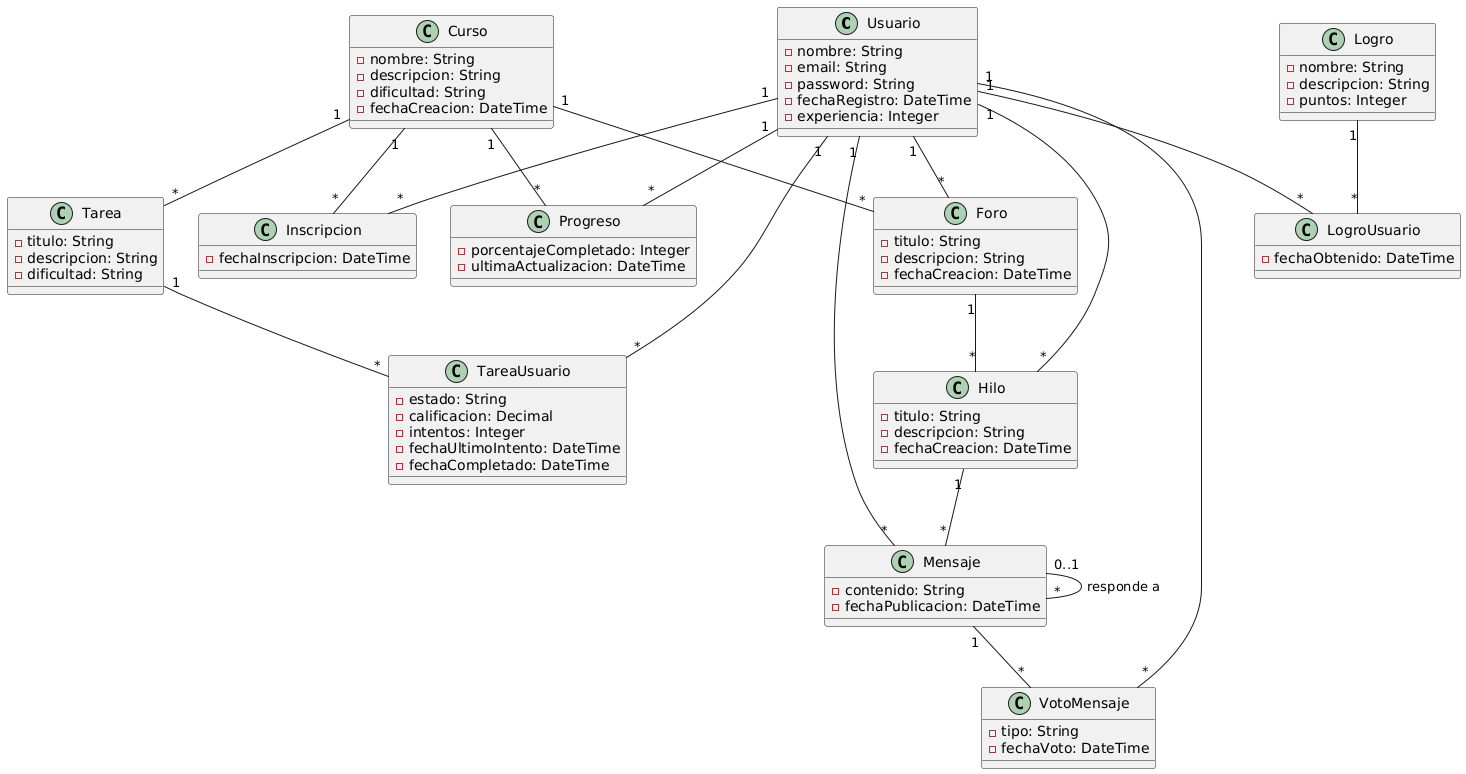 C Curso
nombre: String
descripcion: String
dificultad: String
fechaCreacion: DateTime
C Usuario
nombre: String
email: String
password: String
fechaRegistro: DateTime
experiencia: Integer
C Logro
nombre: String
descripcion: String
puntos: Integer
1
1
1
1
1
1
1
1
1
1
1
1
1
*
*
*
*
*
*
*
*
*
C Tarea
titulo: String
descripcion: String
dificultad: String
C Inscripcion
fechaInscripcion: DateTime
C Progreso
porcentajeCompletado: Integer
ultimaActualizacion: DateTime
C Foro
titulo: String
descripcion: String
fechaCreacion: DateTime
C LogroUsuario
fechaObtenido: DateTime
1
1
*
*
*
*
C TareaUsuario
estado: String
calificacion: Decimal
intentos: Integer
fechaUltimoIntento: DateTime
fechaCompletado: DateTime
C Hilo
titulo: String
descripcion: String
fechaCreacion: DateTime
1
*
*
C Mensaje
contenido: String
fechaPublicacion: DateTime
0..1
responde a
*
1
*
*
C VotoMensaje
tipo: String
fechaVoto: DateTime